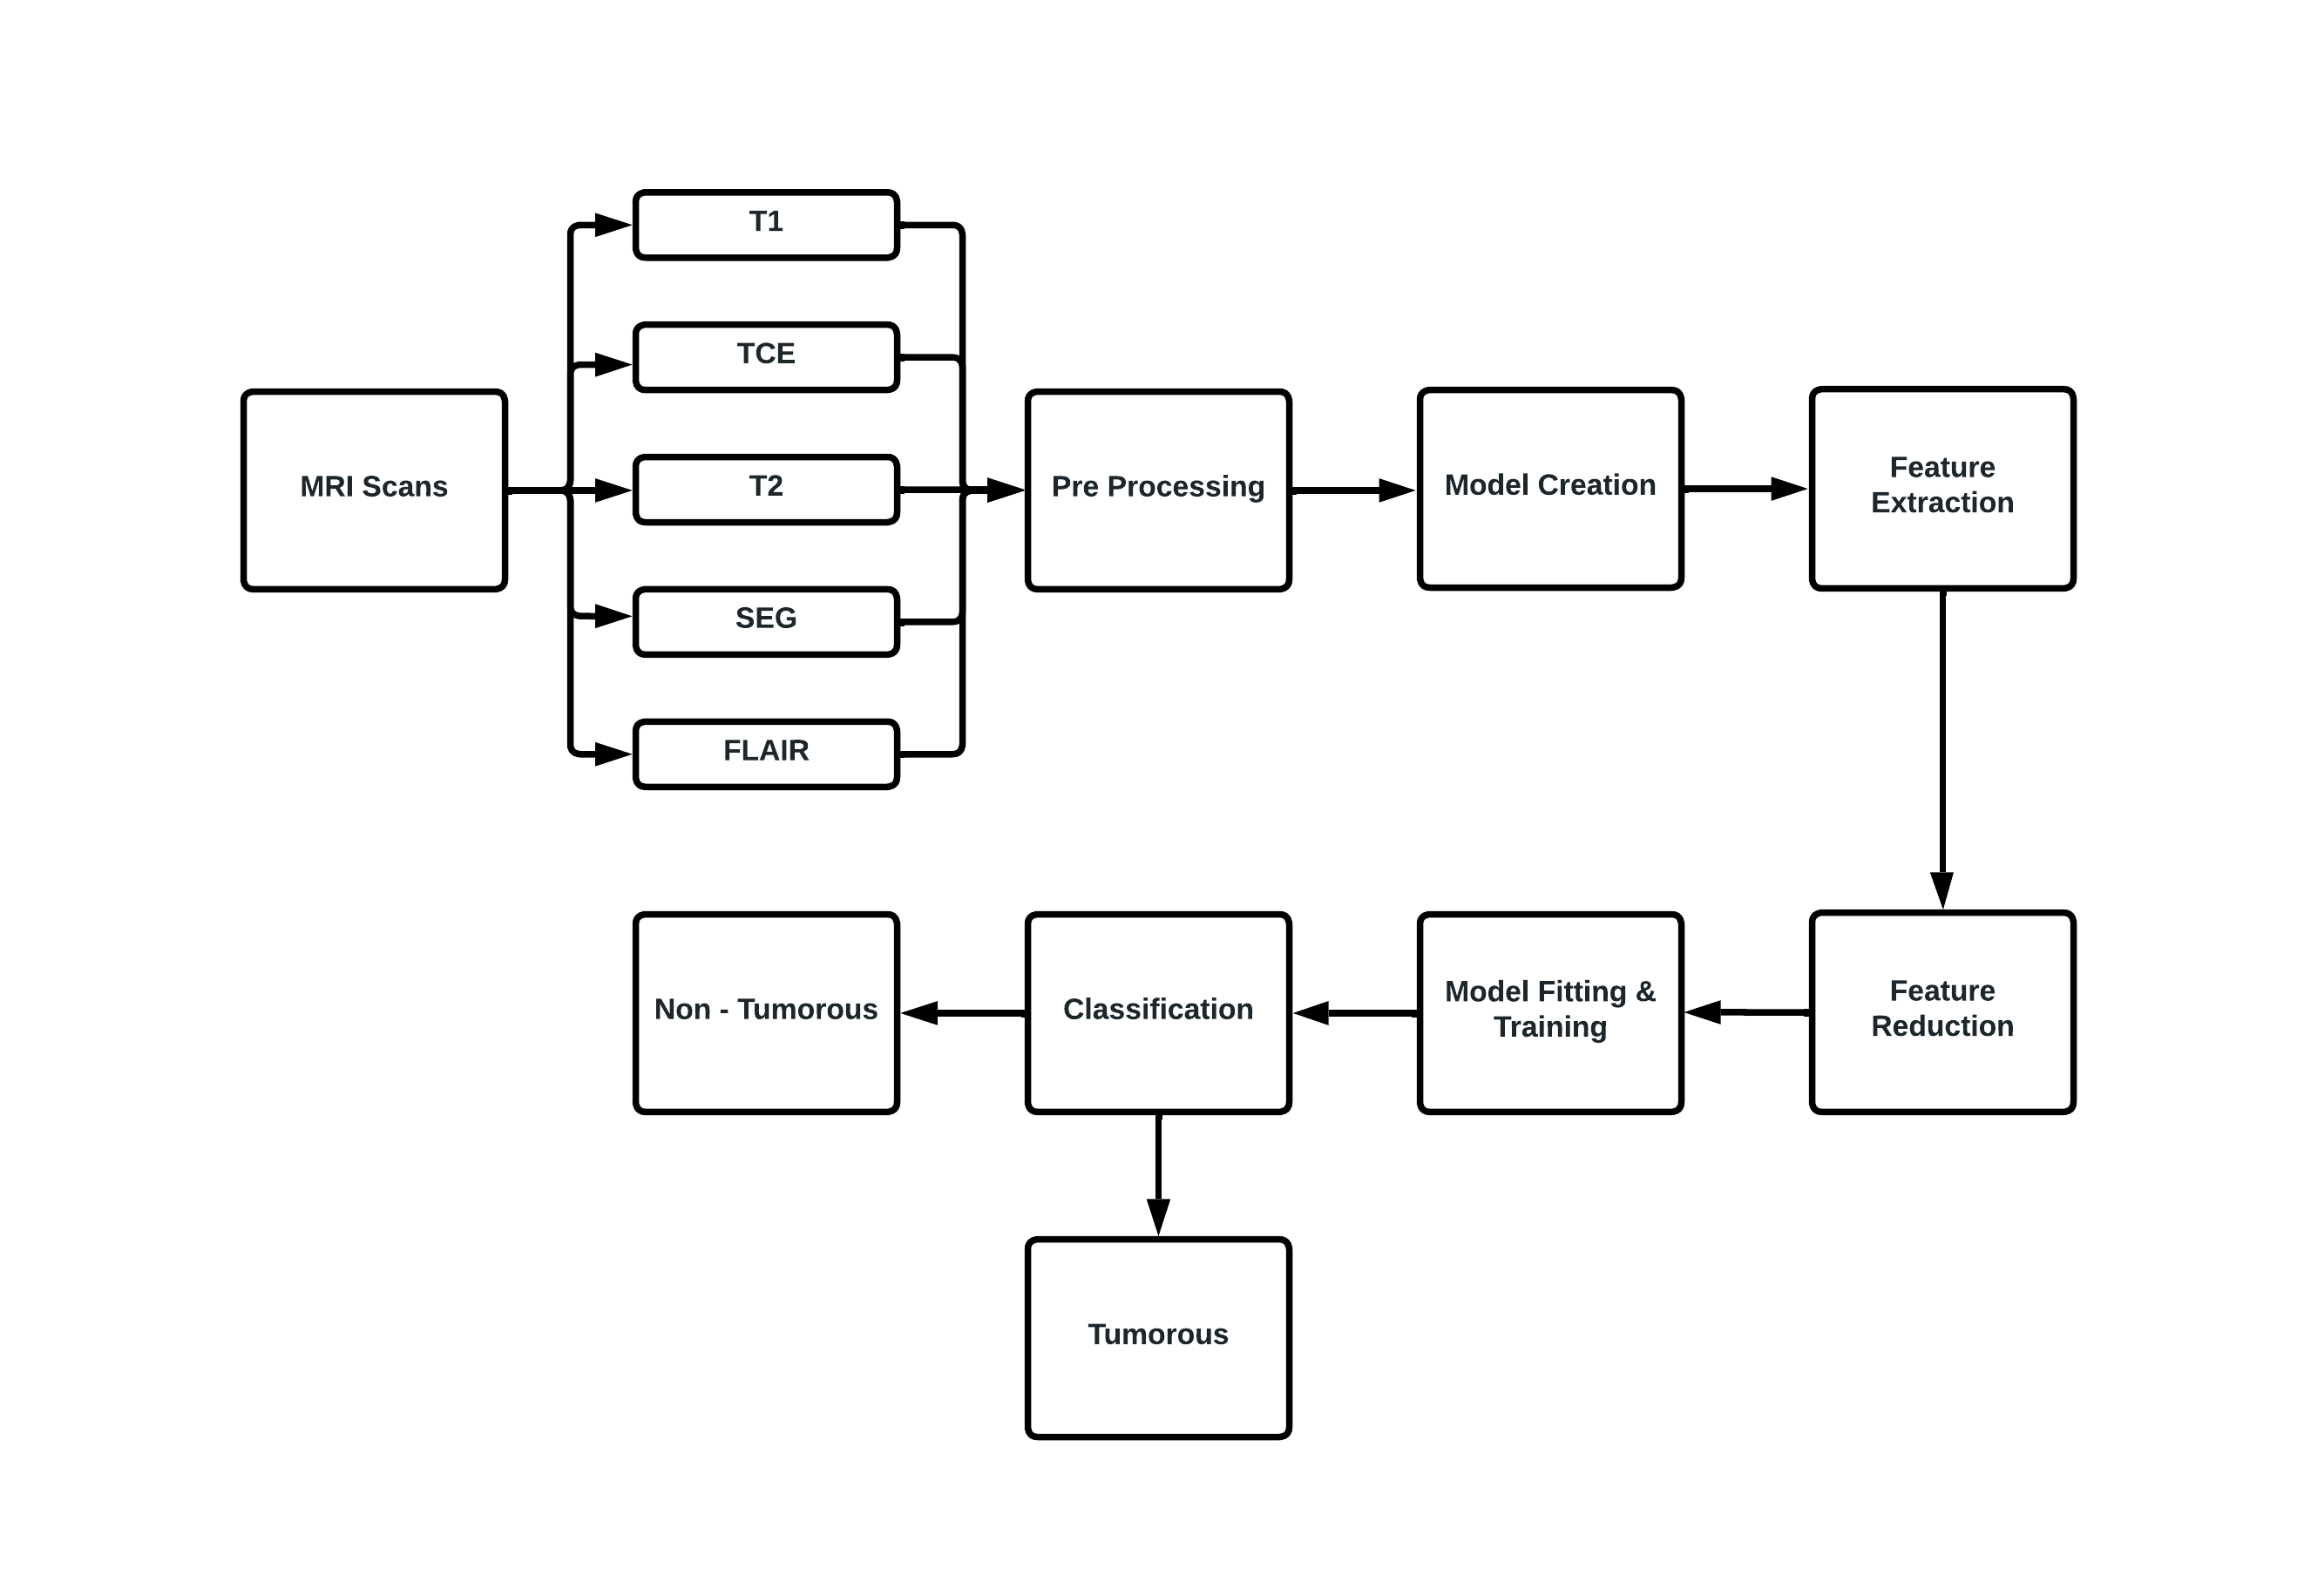 MRI Scans
T1
TCE
T2
SEG
FLAIR
Pre Processing
Model Creation
Feature
Extraction
Feature
Reduction
Model Fitting &
Training
Classification
Non - Tumorous
Tumorous